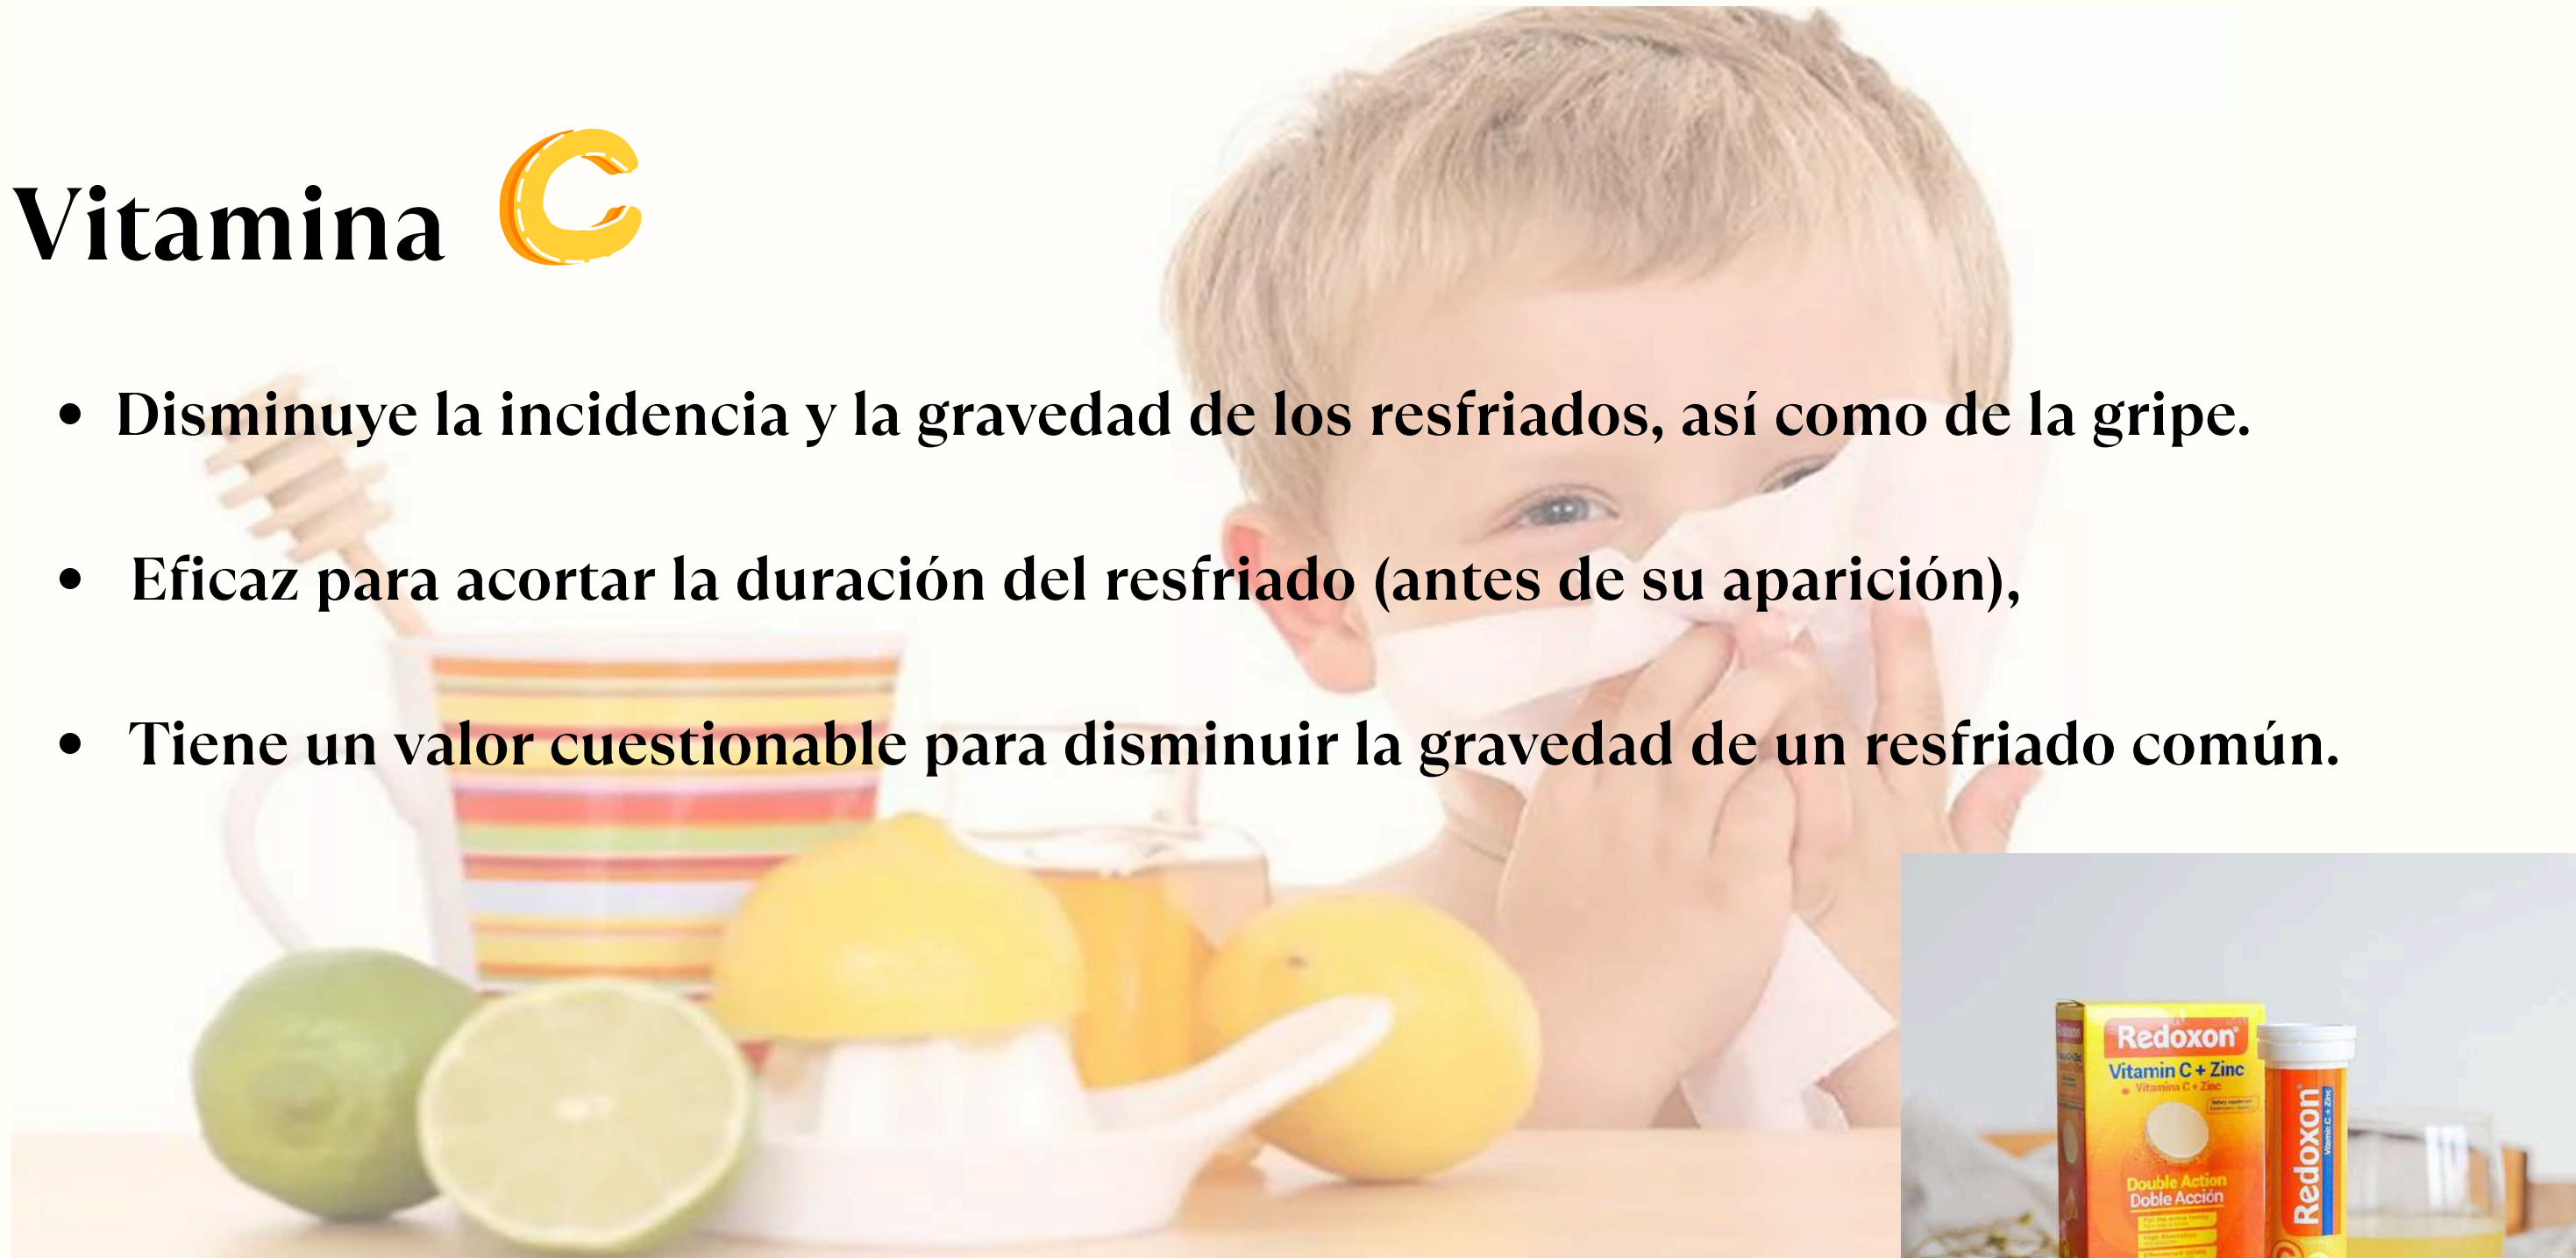 Vitamina C
• Disminuye la incidencia y la gravedad de los resfriados, así como de la gripe.
• Eficaz para acortar la duración del resfriado (antes de su aparición),
• Tiene un valor cuestionable para disminuir la gravedad de un resfriado común.
Redoxon
Vitamin C + Zinc
Vitamina C + Zinc
Double Action
Doble Acción
Redoxon
Vitamin C + Zinc